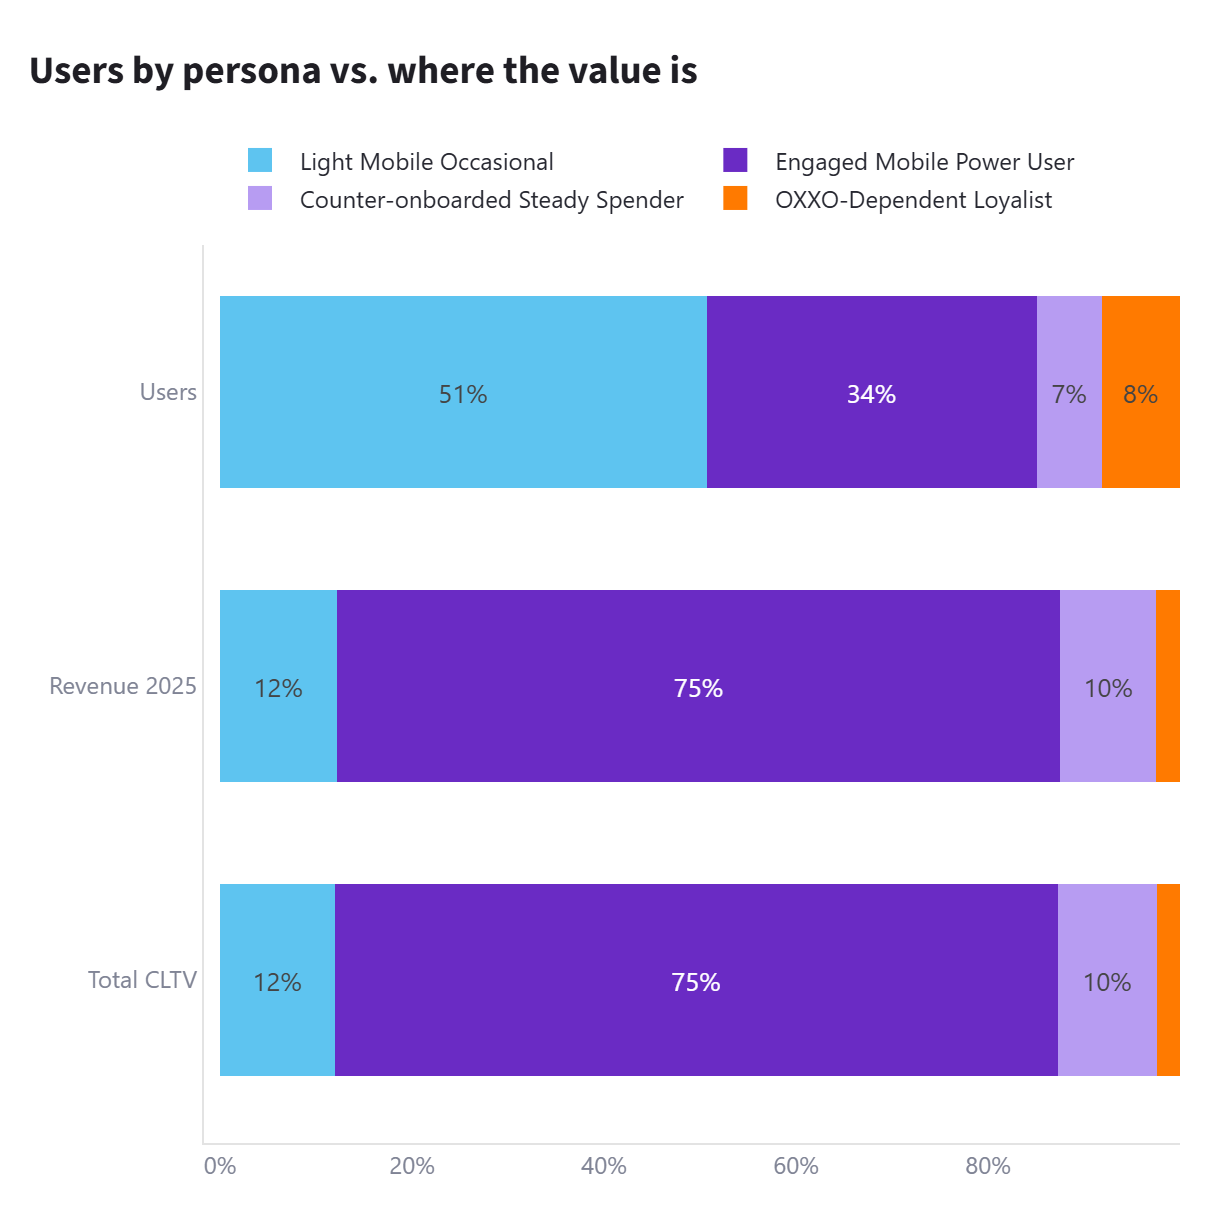 Users by persona vs. where the value is
Light Mobile Occasional
Engaged Mobile Power User
Counter-onboarded Steady Spender
OXXO-Dependent Loyalist
Users
51%
34%
7%
8%
Revenue 2025
12%
75%
10%
Total CLTV
12%
75%
10%
0%
20%
40%
60%
80%